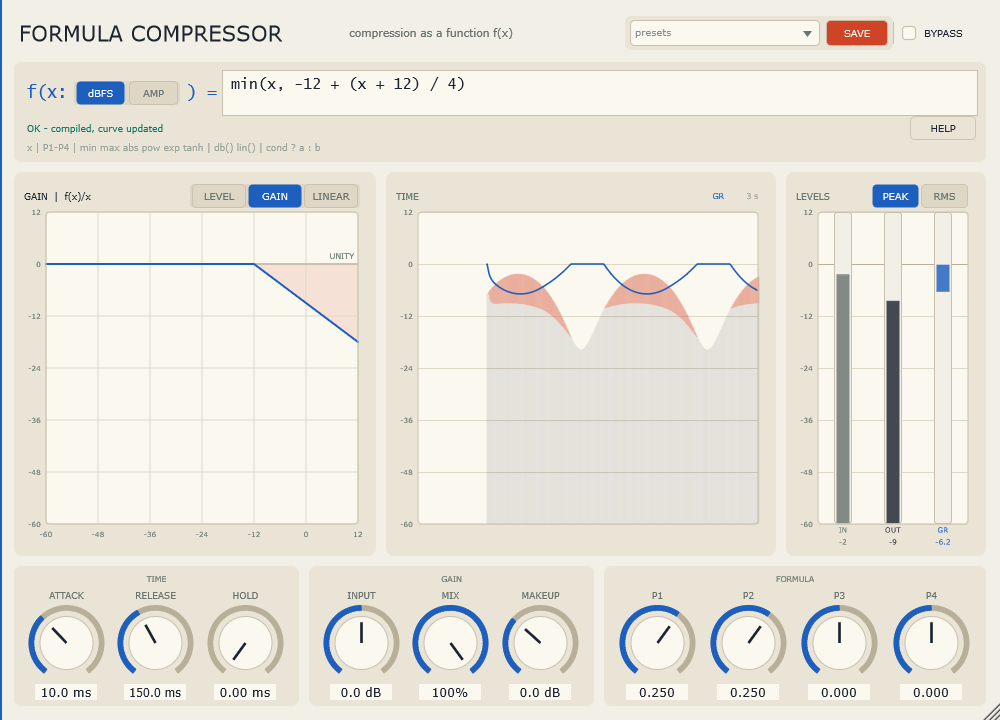 FORMULA COMPRESSOR
compression as a function f(x)
presets
SAVE
BYPASS
f(x: dBFS AMP ) =
min(x, -12 + (x + 12) / 4)
OK - compiled, curve updated
HELP
x | P1-P4 | min max abs pow exp tanh | db() lin() | cond ? a : b
GAIN | f(x)/x
LEVEL GAIN LINEAR
12
0
-12
-24
-36
-48
-60
UNITY
-60 -48 -36 -24 -12 0 12
TIME
GR 3 s
12
0
-12
-24
-36
-48
-60
LEVELS
PEAK RMS
12
0
-12
-24
-36
-48
-60
IN OUT GR
-2 -9 -6.2
TIME
ATTACK RELEASE HOLD
10.0 ms 150.0 ms 0.00 ms
GAIN
INPUT MIX MAKEUP
0.0 dB 100% 0.0 dB
FORMULA
P1 P2 P3 P4
0.250 0.250 0.000 0.000